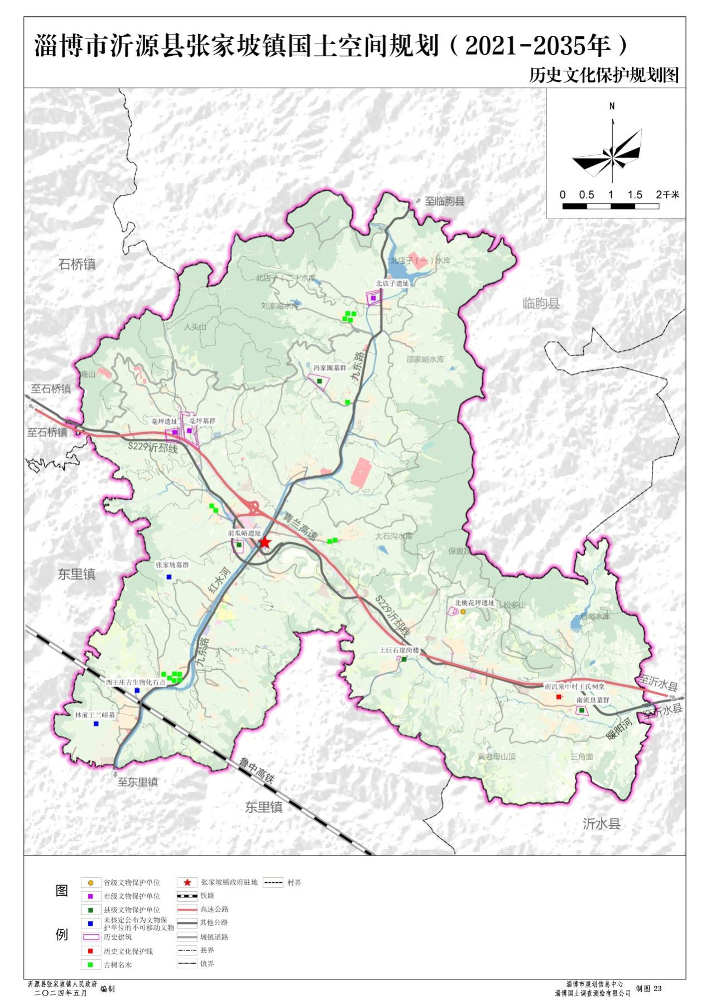 淄博市沂源县张家坡镇国土空间规划（2021-2035年）
历史文化保护规划图
N
0 0.5 1 1.5 2千米
至临朐县
石桥镇
北店子（一）水库
北店子（二）水库
北店子遗址
刘家峪水库
临朐县
人头山
九东路
邵家峪水库
冯家圈墓群
亳山
至石桥镇
亳坪遗址
亳坪墓群
至石桥镇
S229沂邳线
青兰高速
前瓜峪遗址
大石沟水库
保崮顶
张家坡墓群
东里镇
红水河
S229沂邳线
北桃花坪遗址
松多山
后峪水库
九东路
上巨石崖岗楼
西王庄古生物化石点
至沂水县
南流泉中村王氏祠堂
南流泉墓群
至沂水县
林前王三峪墓
暖阳河
黄老母山顶
三角崮
鲁中高铁
至东里镇
东里镇
沂水县
图例
省级文物保护单位
市级文物保护单位
县级文物保护单位
未核定公布为文物保
护单位的不可移动文物
历史建筑
历史文化保护线
古树名木
张家坡镇政府驻地
铁路
高速公路
其他公路
城镇道路
县界
镇界
村界
沂源县张家坡镇人民政府
二〇二四年五月
编制
淄博市规划信息中心
淄博国土调查测绘有限公司
制图 23